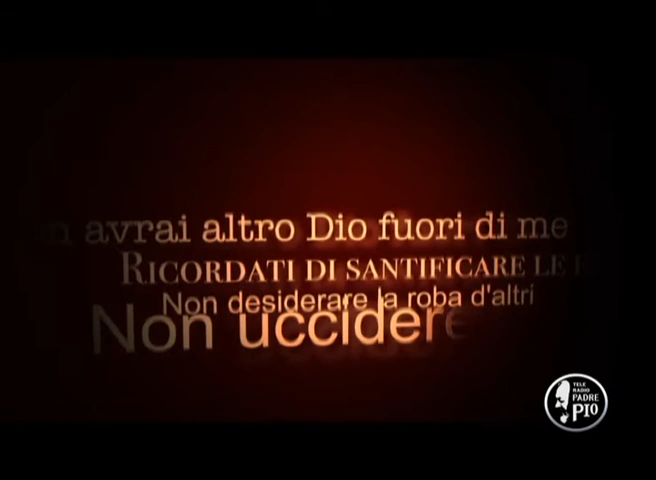 avrai altro Dio fuori di me
RICORDATI DI SANTIFICARE LE
Non desiderare la roba d'altri
Non uccidere
TELE
RADIO
PADRE
PIO